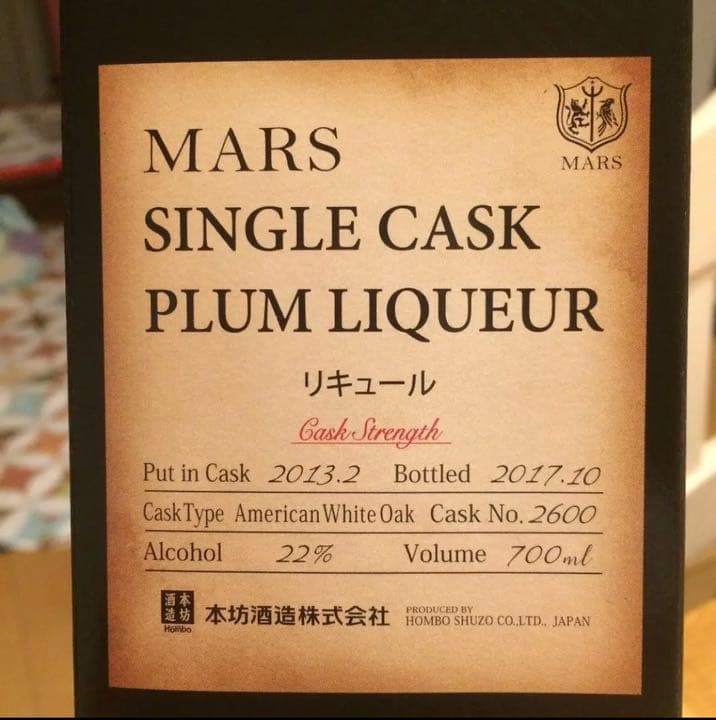 MARS
MARS
SINGLE CASK
PLUM LIQUEUR
リキュール
Cask Strength
Put in Cask 2013.2 Bottled 2017.10
Cask Type American White Oak Cask No. 2600
Alcohol 22% Volume 700ml
本坊酒造 Hombo 本坊酒造株式会社 PRODUCED BY
HOMBO SHUZO CO.,LTD., JAPAN